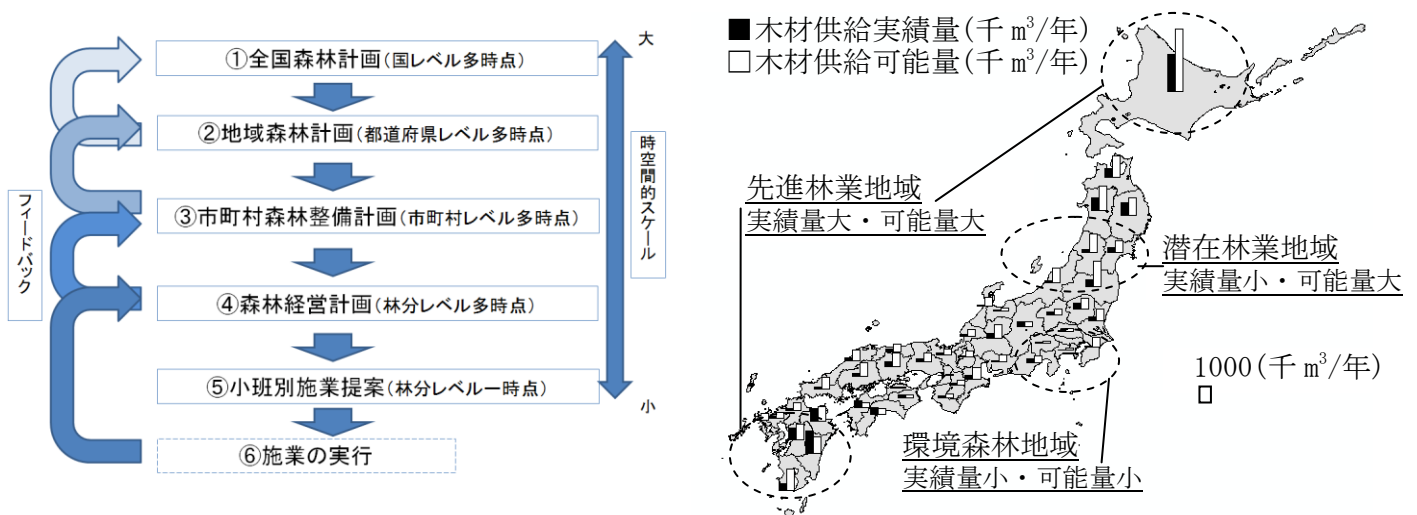 ①全国森林計画(国レベル多時点)
②地域森林計画(都道府県レベル多時点)
③市町村森林整備計画(市町村レベル多時点)
④森林経営計画(林分レベル多時点)
⑤小班別施業提案(林分レベル一時点)
⑥施業の実行
フィードバック
大
時空間的スケール
小
■木材供給実績量(千m³/年)
□木材供給可能量(千m³/年)
先進林業地域
実績量大・可能量大
潜在林業地域
実績量小・可能量大
1000(千m³/年)
環境森林地域
実績量小・可能量小